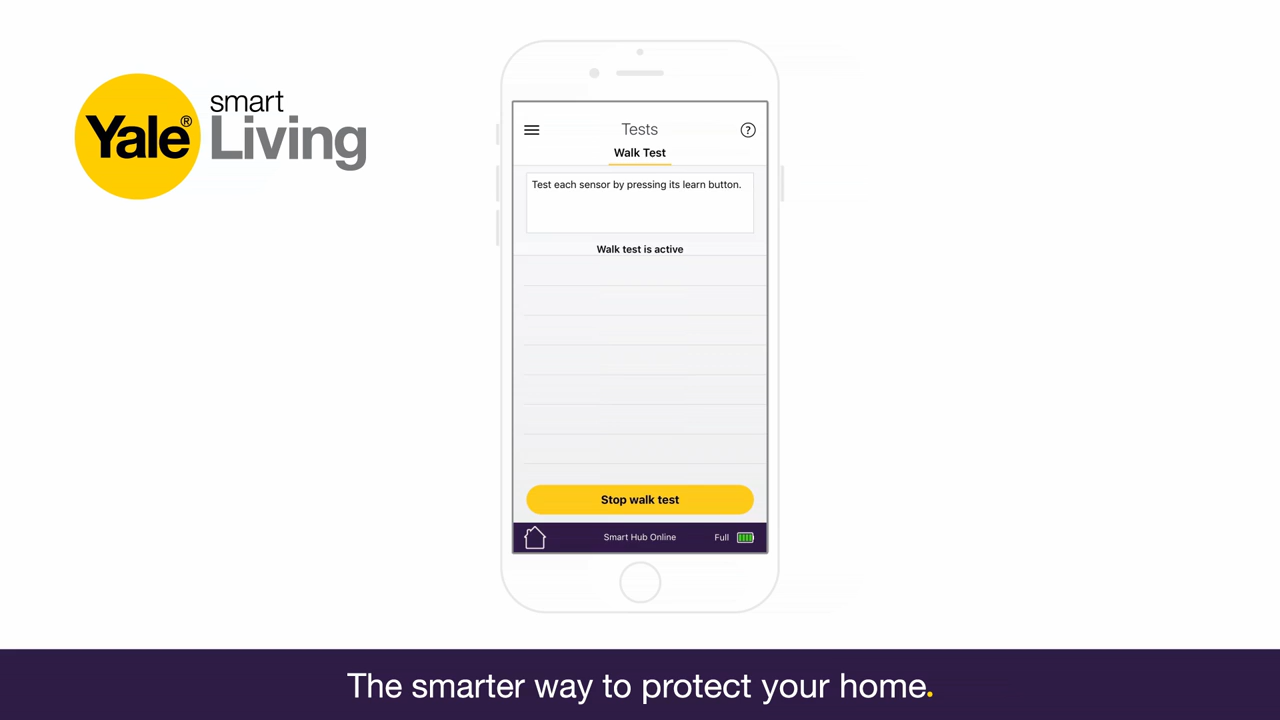 Yale®
smart
Living
Tests
?
Walk Test
Test each sensor by pressing its learn button.
Walk test is active
Stop walk test
Smart Hub Online
Full
The smarter way to protect your home.